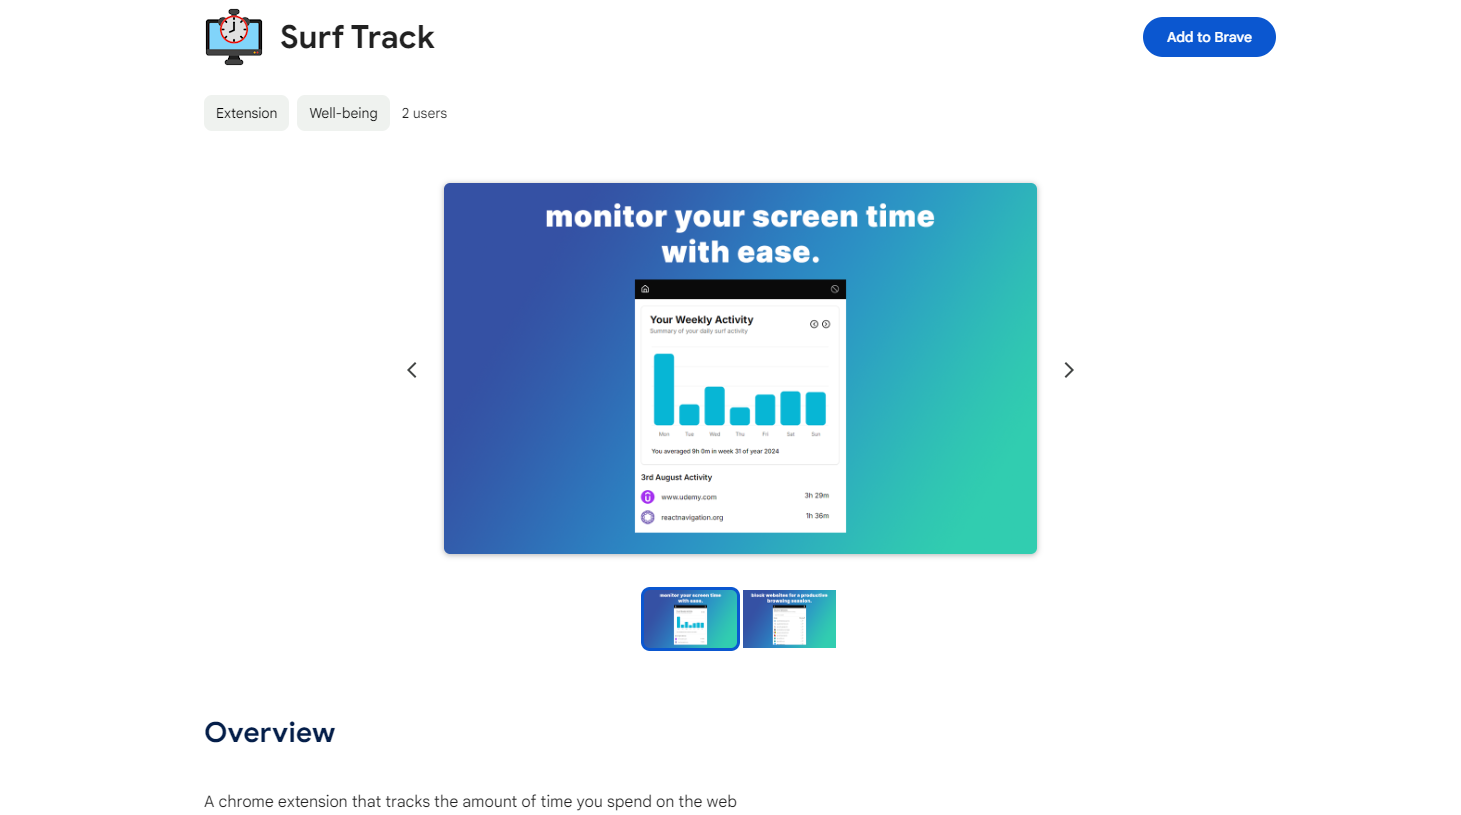 Surf Track
Add to Brave
Extension
Well-being
2 users
monitor your screen time
with ease.
Your Weekly Activity
Summary of your daily surf activity
Mon Tue Wed Thu Fri Sat Sun
You averaged 9h 0m in week 31 of year 2024
3rd August Activity
www.udemy.com 3h 29m
reactnavigation.org 1h 36m
monitor your screen time
with ease.
block websites for a productive
browsing session.
Overview
A chrome extension that tracks the amount of time you spend on the web